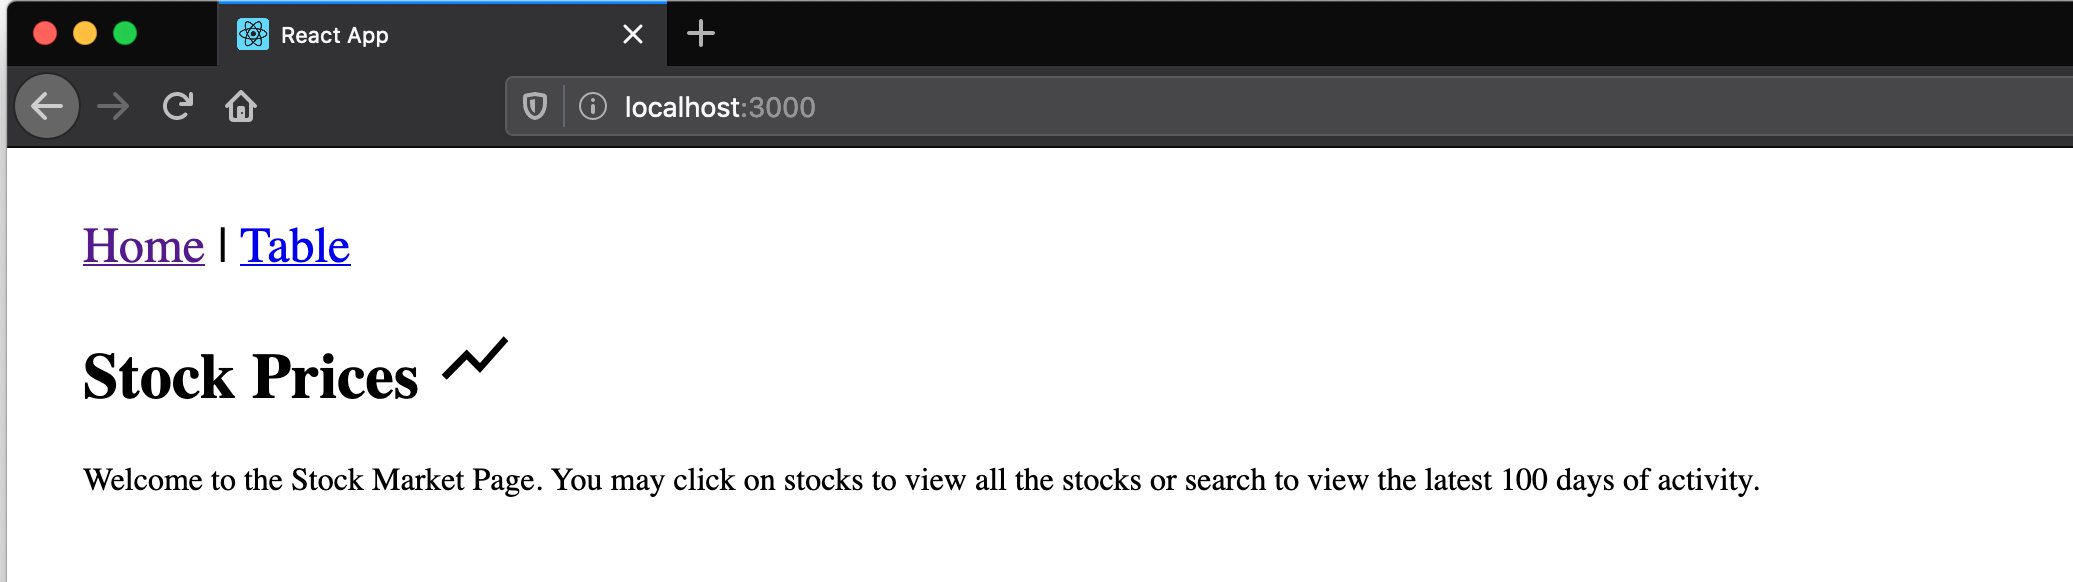 React App
localhost:3000
Home | Table
Stock Prices
Welcome to the Stock Market Page. You may click on stocks to view all the stocks or search to view the latest 100 days of activity.